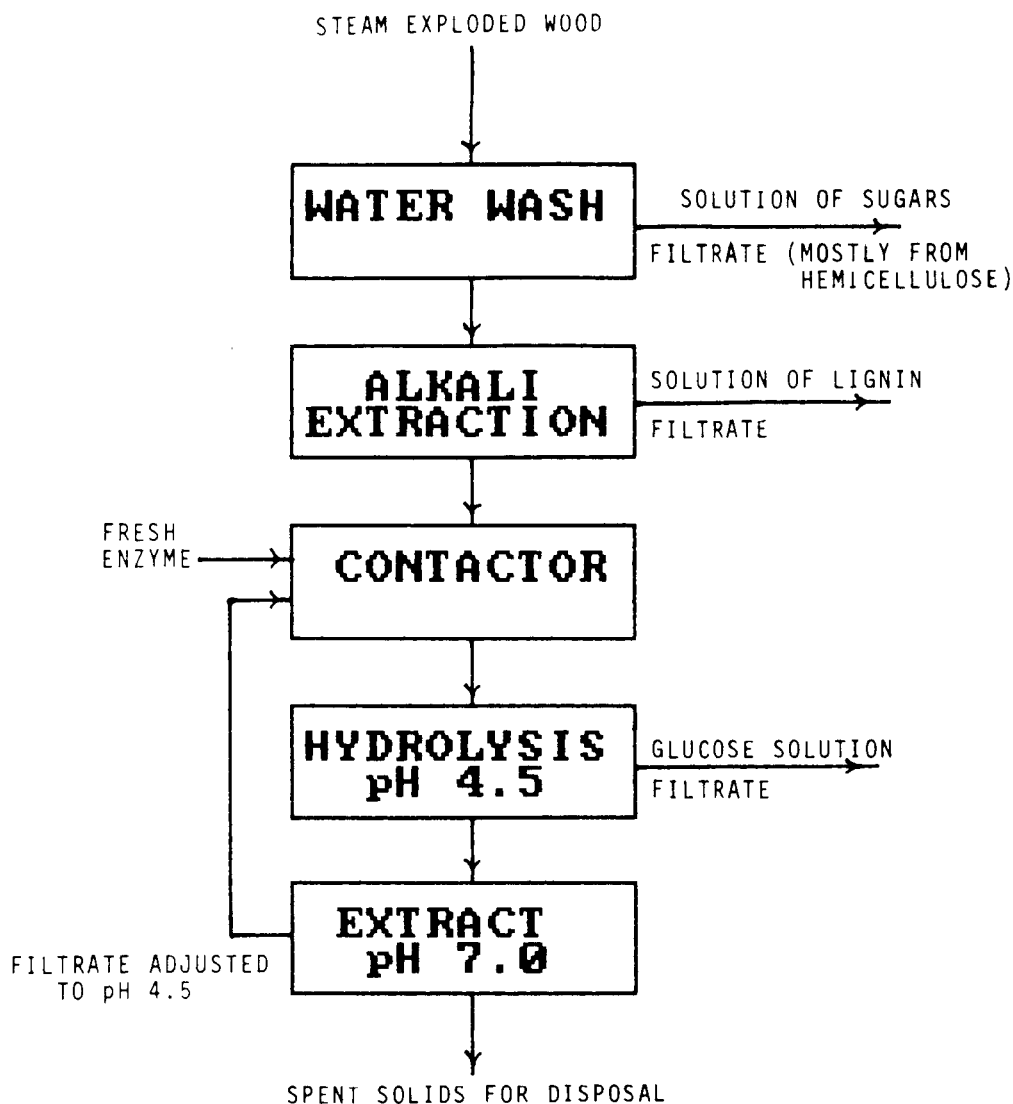 STEAM EXPLODED WOOD
WATER WASH
SOLUTION OF SUGARS
FILTRATE (MOSTLY FROM
HEMICELLULOSE)
ALKALI
EXTRACTION
SOLUTION OF LIGNIN
FILTRATE
FRESH
ENZYME
CONTACTOR
HYDROLYSIS
pH 4.5
GLUCOSE SOLUTION
FILTRATE
EXTRACT
pH 7.0
FILTRATE ADJUSTED
TO pH 4.5
SPENT SOLIDS FOR DISPOSAL